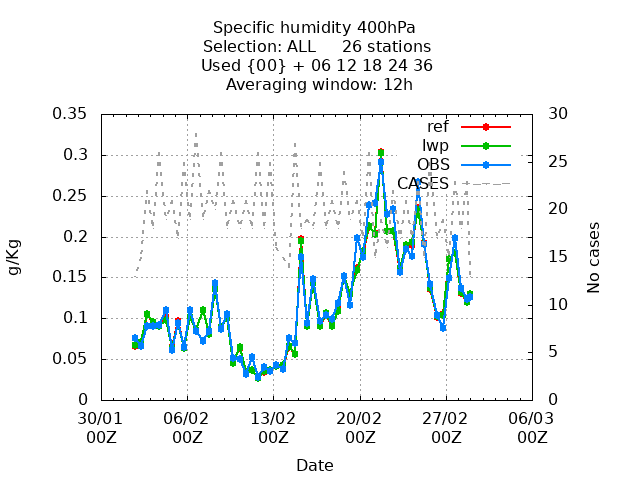 Specific humidity 400hPa
Selection: ALL 26 stations
Used {00} + 06 12 18 24 36
Averaging window: 12h
0.35
0.3
0.25
0.2
0.15
0.1
0.05
0
g/Kg
30
25
20
15
10
5
0
No cases
ref
lwp
OBS
CASES
30/01 06/02 13/02 20/02 27/02 06/03
00Z 00Z 00Z 00Z 00Z 00Z
Date